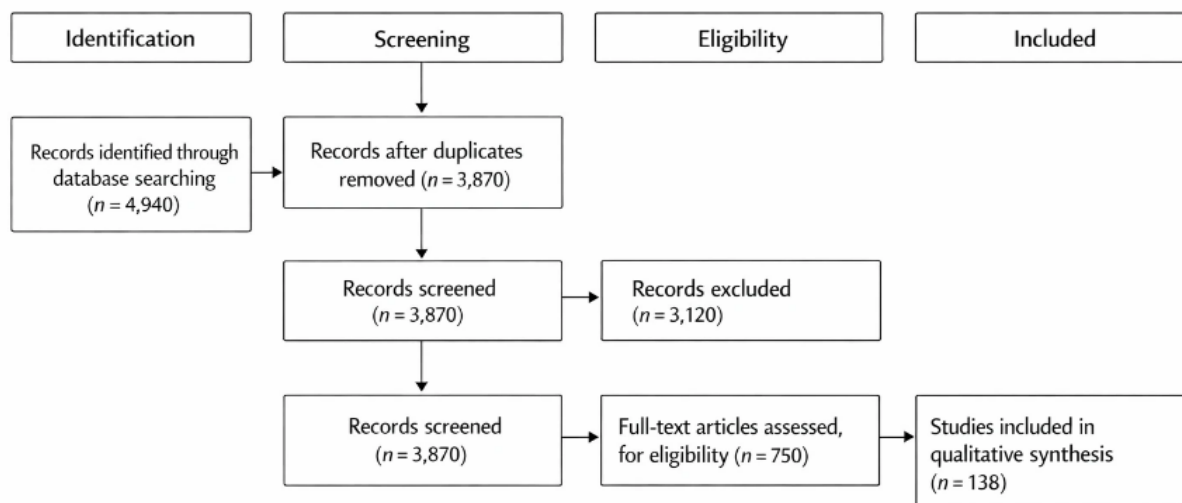 Identification
Screening
Eligibility
Included
Records identified through
database searching
(n = 4,940)
Records after duplicates
removed (n = 3,870)
Records screened
(n = 3,870)
Records excluded
(n = 3,120)
Records screened
(n = 3,870)
Full-text articles assessed,
for eligibility (n = 750)
Studies included in
qualitative synthesis
(n = 138)